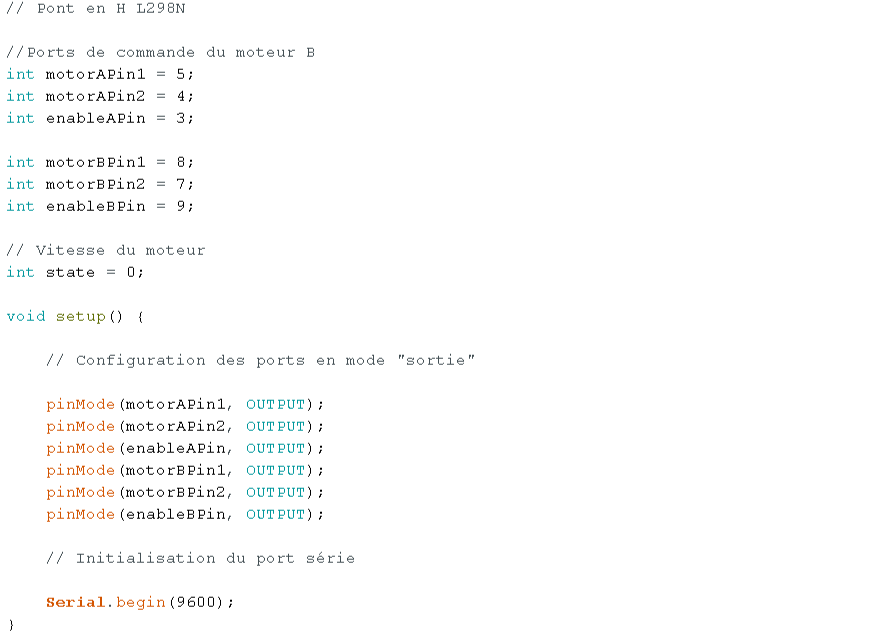 // Pont en H L298N
//Ports de commande du moteur B
int motorAPin1 = 5;
int motorAPin2 = 4;
int enableAPin = 3;
int motorBPin1 = 8;
int motorBPin2 = 7;
int enableBPin = 9;
// Vitesse du moteur
int state = 0;
void setup() {
// Configuration des ports en mode "sortie"
pinMode(motorAPin1, OUTPUT);
pinMode(motorAPin2, OUTPUT);
pinMode(enableAPin, OUTPUT);
pinMode(motorBPin1, OUTPUT);
pinMode(motorBPin2, OUTPUT);
pinMode(enableBPin, OUTPUT);
// Initialisation du port série
Serial.begin(9600);
}